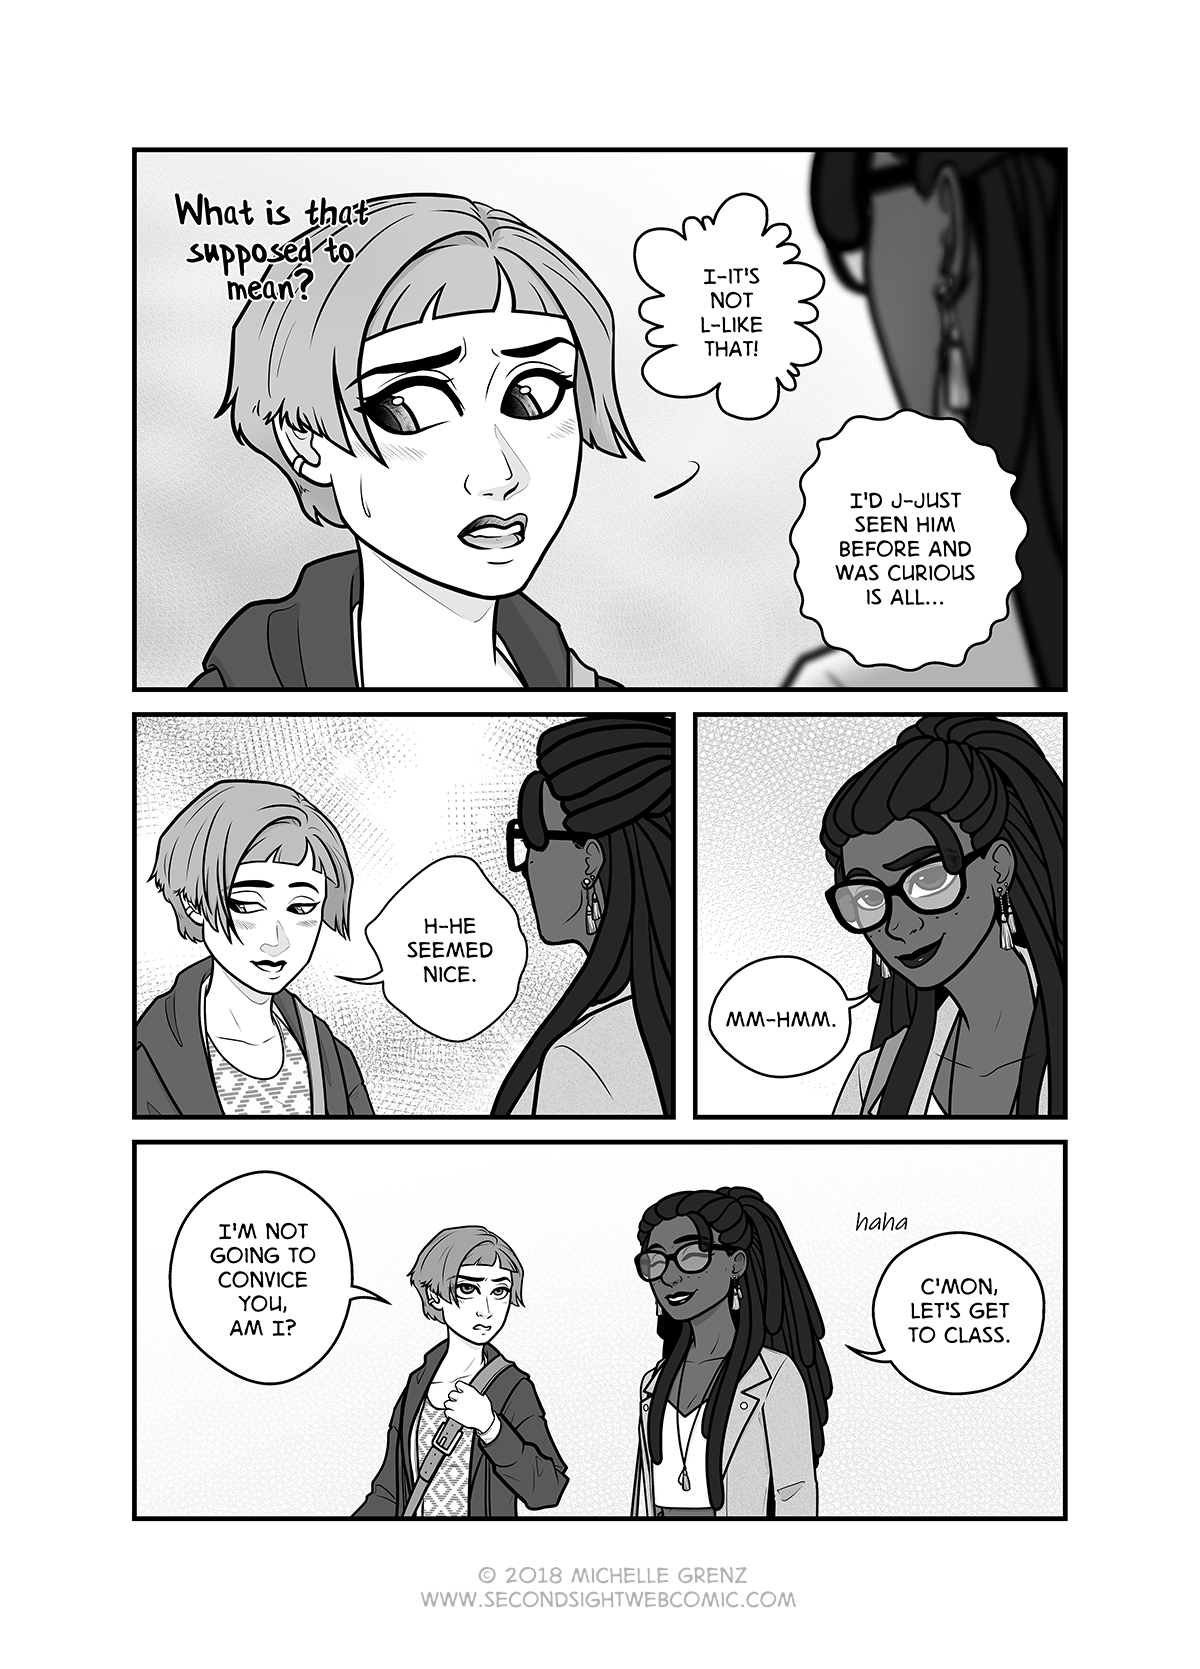 What is that
supposed to
mean?
I-IT'S
NOT
L-LIKE
THAT!
I'D J-JUST
SEEN HIM
BEFORE AND
WAS CURIOUS
IS ALL...
H-HE
SEEMED
NICE.
MM-HMM.
I'M NOT
GOING TO
CONVICE
YOU,
AM I?
haha
C'MON,
LET'S GET
TO CLASS.
© 2018 MICHELLE GRENZ
WWW.SECONDSIGHTWEBCOMIC.COM